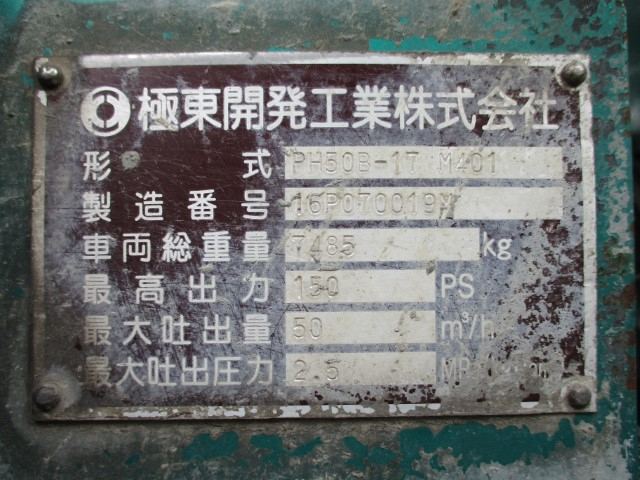 極東開発工業株式会社
形式 PH50B-17 M401
製造番号 16P070019M
車両総重量 7485 kg
最高出力 150 PS
最大吐出量 50 m³/h
最大吐出圧力 2.5 MP